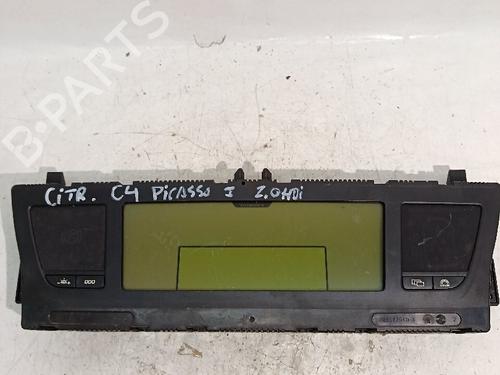 B-PARTS
CiTR. C4 PiCASSO I 2.0HDi